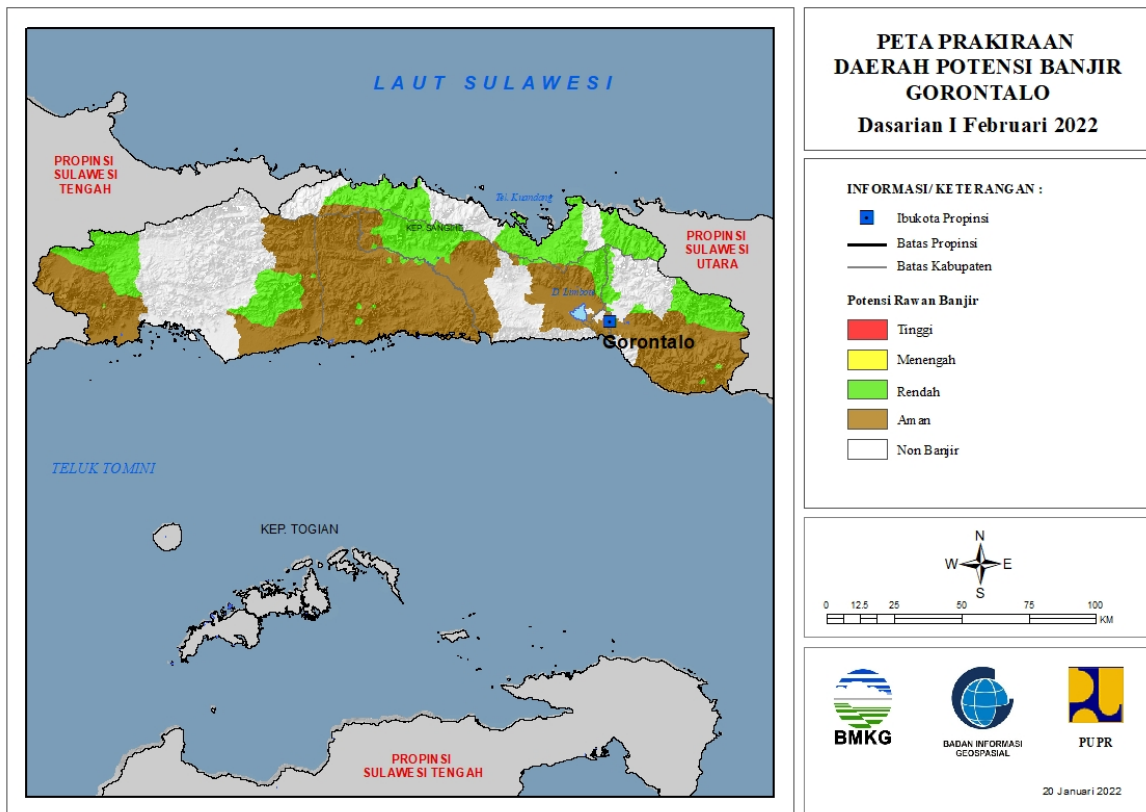 LAUT SULAWESI
PROPINSI
SULAWESI
TENGAH
Tel. Kuandang
KEP. SANGIHE
PROPINSI
SULAWESI
UTARA
D Limboto
Gorontalo
TELUK TOMINI
KEP. TOGIAN
PROPINSI
SULAWESI TENGAH
PETA PRAKIRAAN
DAERAH POTENSI BANJIR
GORONTALO
Dasarian I Februari 2022
INFORMASI/ KETERANGAN :
Ibukota Propinsi
Batas Propinsi
Batas Kabupaten
Potensi Rawan Banjir
Tinggi
Menengah
Rendah
Aman
Non Banjir
N
W E
S
0 12.5 25 50 75 100
KM
BMKG
BADAN INFORMASI
GEOSPASIAL
PUPR
20 Januari 2022